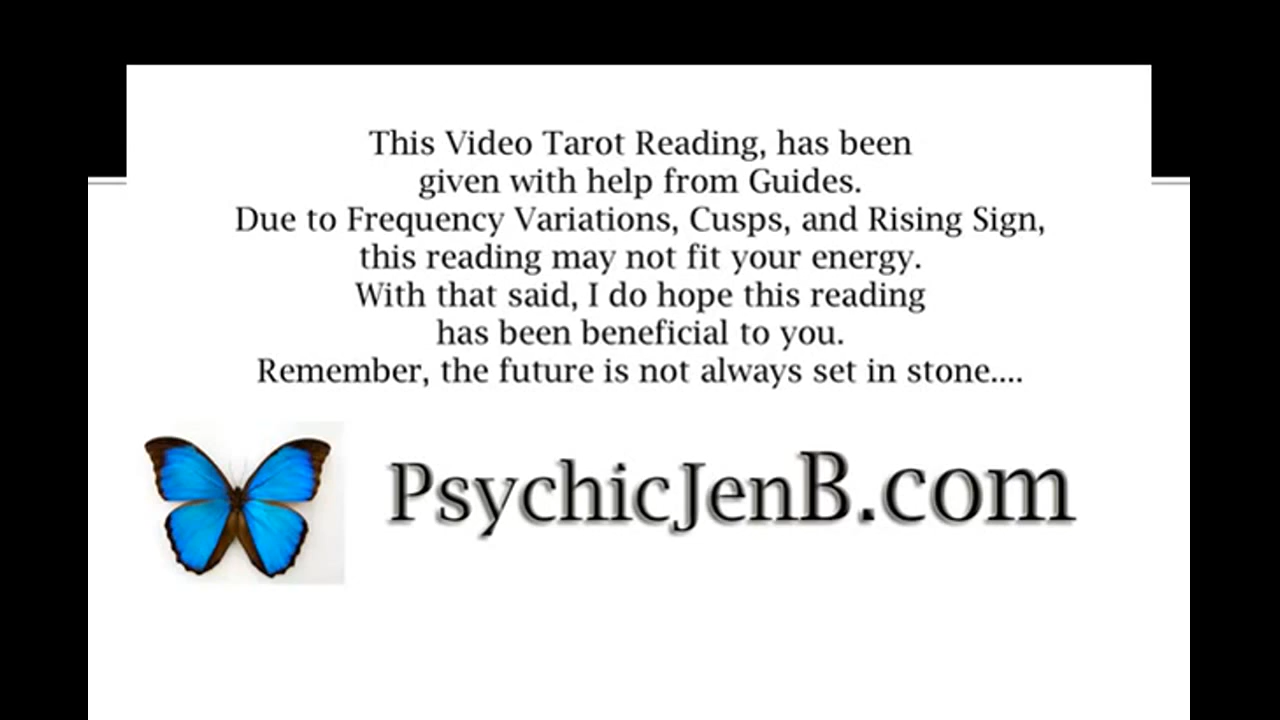 This Video Tarot Reading, has been
given with help from Guides.
Due to Frequency Variations, Cusps, and Rising Sign,
this reading may not fit your energy.
With that said, I do hope this reading
has been beneficial to you.
Remember, the future is not always set in stone....
PsychicJenB.com